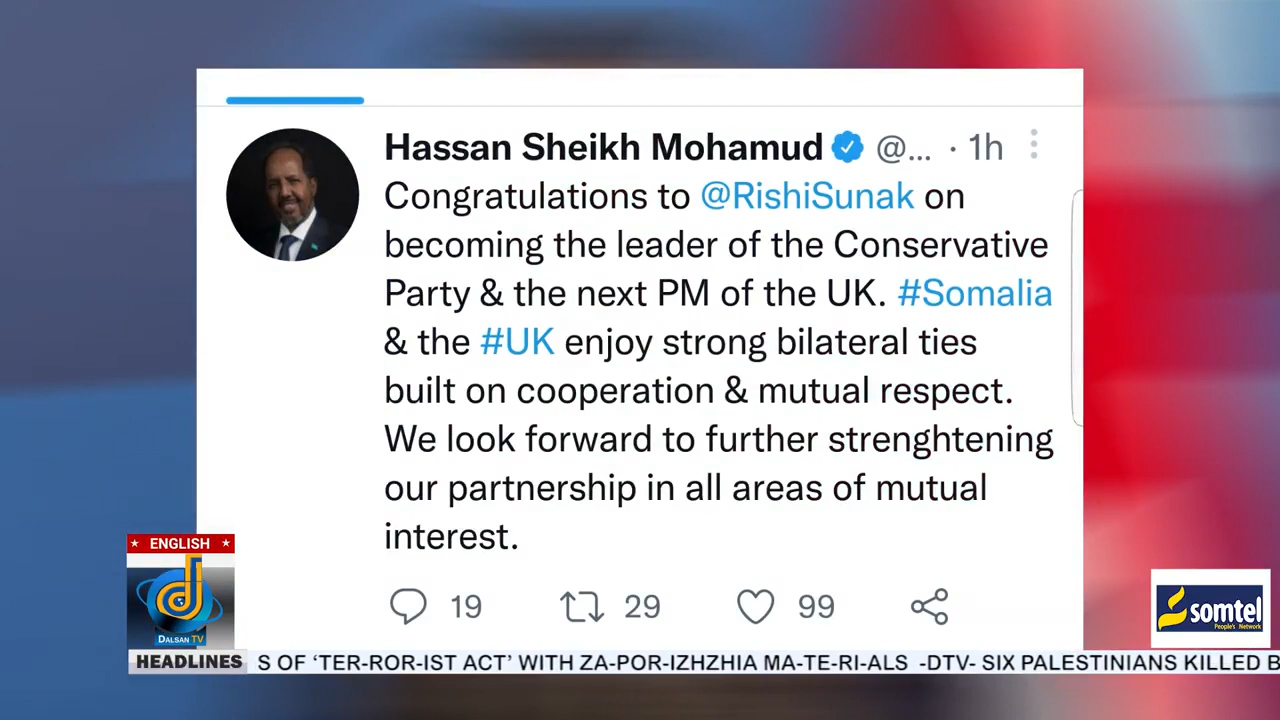 Hassan Sheikh Mohamud @... · 1h
Congratulations to @RishiSunak on
becoming the leader of the Conservative
Party & the next PM of the UK. #Somalia
& the #UK enjoy strong bilateral ties
built on cooperation & mutual respect.
We look forward to further strenghtening
our partnership in all areas of mutual
interest.
19 29 99
ENGLISH
DALSAN TV
somtel
People's Network
HEADLINES
S OF ‘TER-ROR-IST ACT’ WITH ZA-POR-IZHZHIA MA-TE-RI-ALS -DTV- SIX PALESTINIANS KILLED B